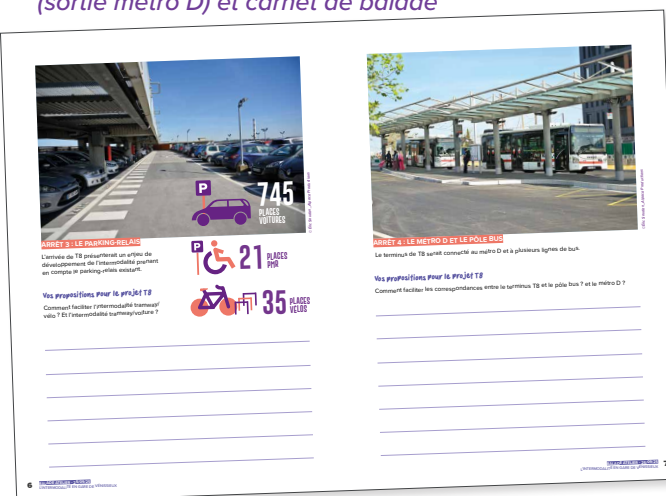 (sortie métro D) et carnet de balade
P
745
PLACES
VOITURES
ARRÊT 3 : LE PARKING-RELAIS
L'arrivée de T8 présenterait un enjeu de
développement de l'intermodalité prenant
en compte le parking-relais existant.
P
21 PLACES
PMR
Vos propositions pour le projet T8
Comment faciliter l'intermodalité tramway/
vélo ? Et l'intermodalité tramway/voiture ?
35 PLACES
VÉLOS
6
ARRÊT 4 : LE MÉTRO D ET LE PÔLE BUS
Le terminus de T8 serait connecté au métro D et à plusieurs lignes de bus.
Vos propositions pour le projet T8
Comment faciliter les correspondances entre le terminus T8 et le pôle bus ? et le métro D ?
7